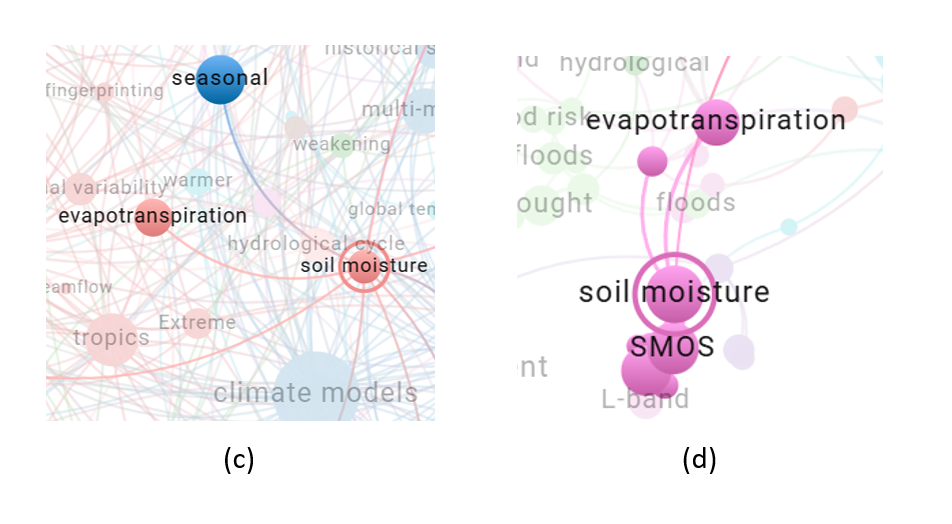 historical s
seasonal
fingerprinting
multi-m
weakening
al variability
warmer
evapotranspiration
global ten
hydrological cycle
soil moisture
eamflow
Extreme
tropics
climate models
(c)
hydrological
od risk
evapotranspiration
floods
ought
floods
soil moisture
SMOS
nt
L-band
(d)